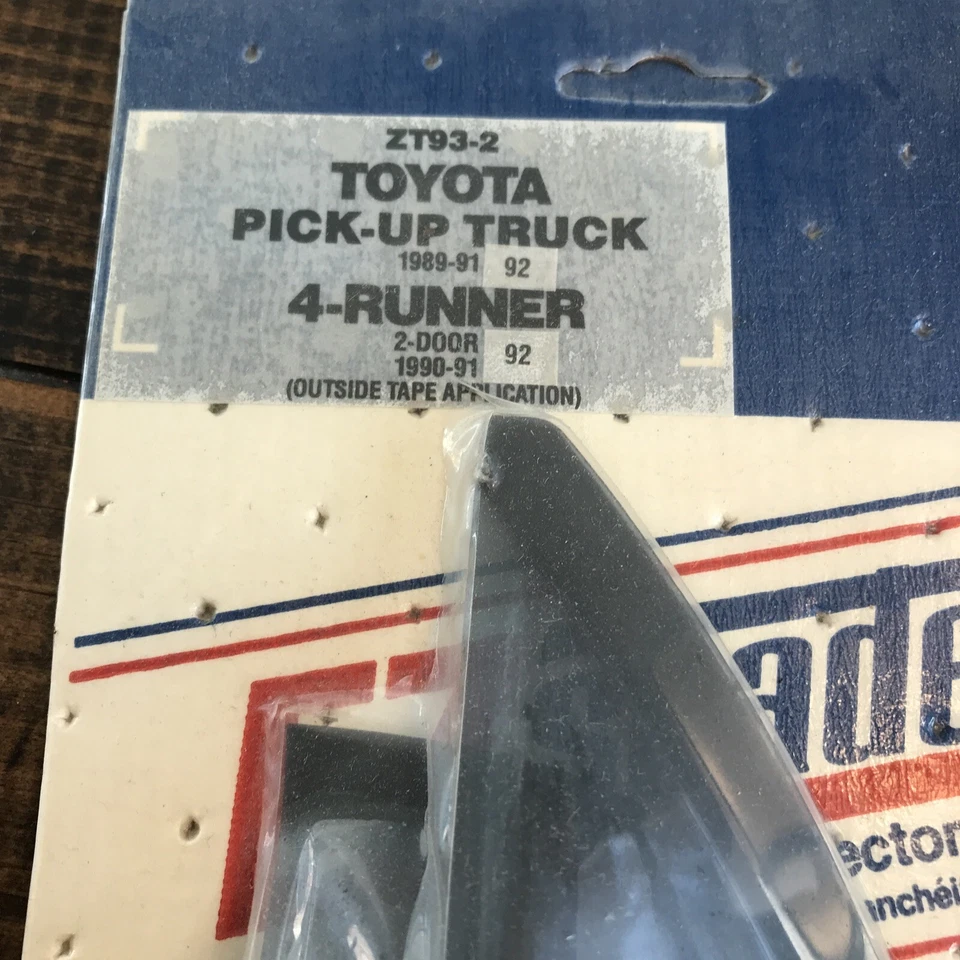 ZT93-2
TOYOTA
PICK-UP TRUCK
1989-91 92
4-RUNNER
2-DOOR
1990-91 92
(OUTSIDE TAPE APPLICATION)